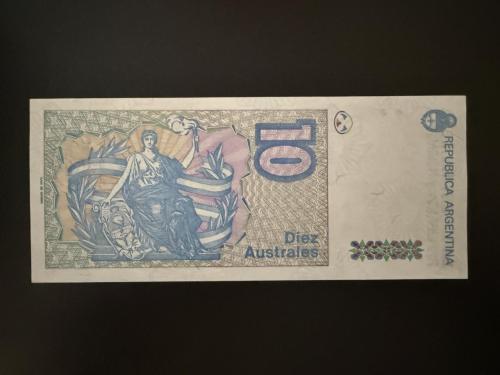 10
Diez
Australes
REPUBLICA ARGENTINA